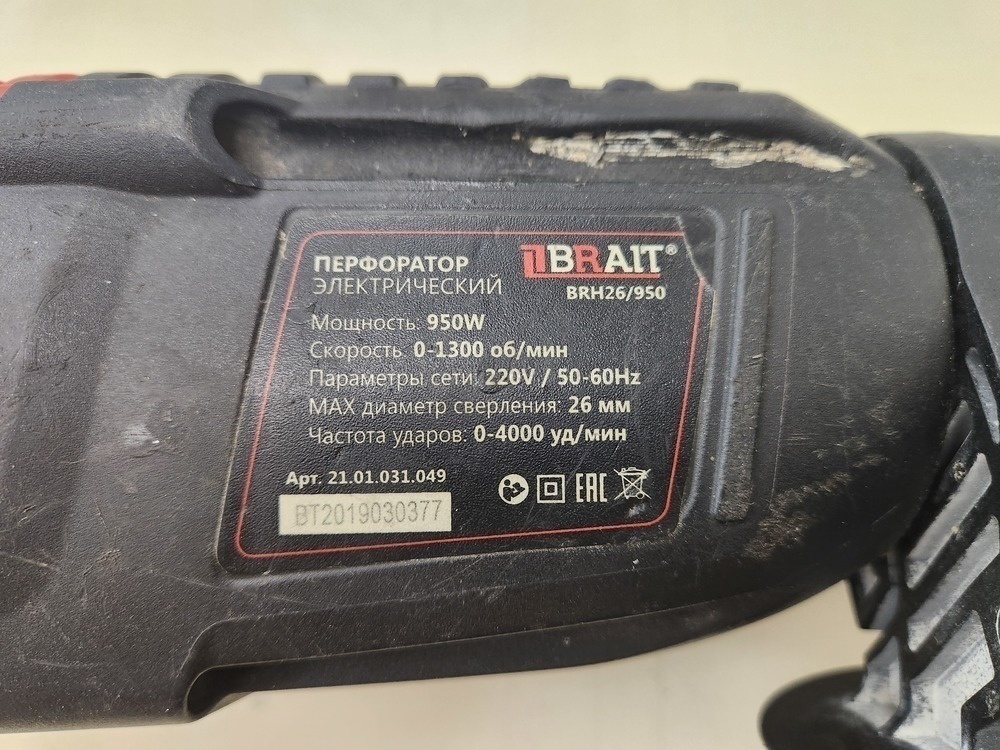 ПЕРФОРАТОР
ЭЛЕКТРИЧЕСКИЙ
BRAIT®
BRH26/950
Мощность: 950W
Скорость: 0-1300 об/мин
Параметры сети: 220V / 50-60Hz
MAX диаметр сверления: 26 мм
Частота ударов: 0-4000 уд/мин
Арт. 21.01.031.049
EAC
BT2019030377